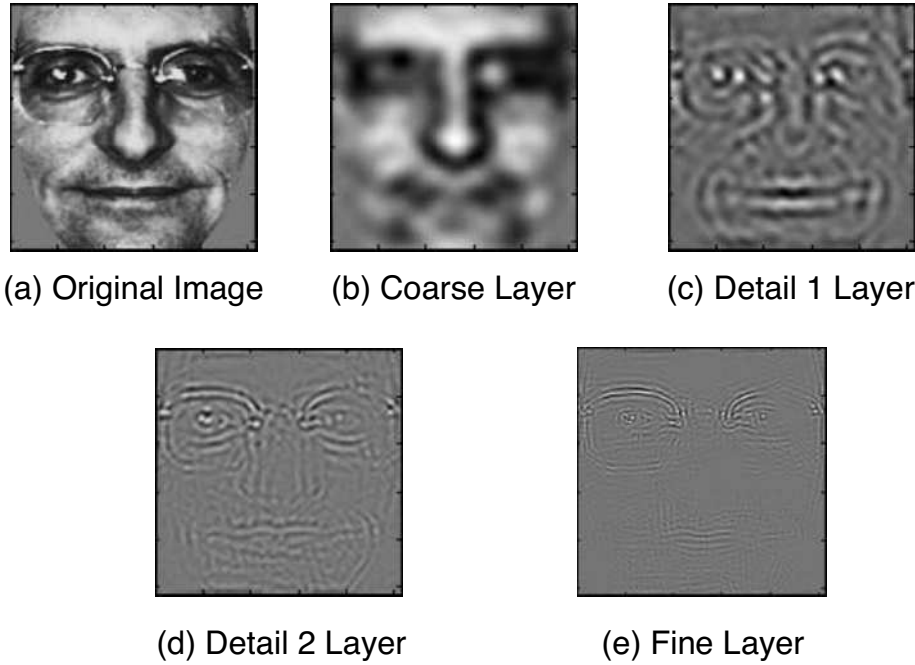 (a) Original Image
(b) Coarse Layer
(c) Detail 1 Layer
(d) Detail 2 Layer
(e) Fine Layer